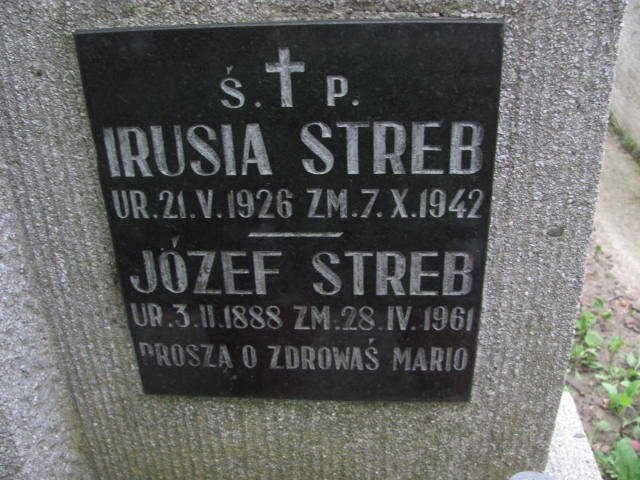 Ś. P.
IRUSIA STREB
UR. 21. V. 1926 ZM. 7. X. 1942
JÓZEF STREB
UR. 3. II. 1888 ZM. 28. IV. 1961
PROSZĄ O ZDROWAŚ MARIO